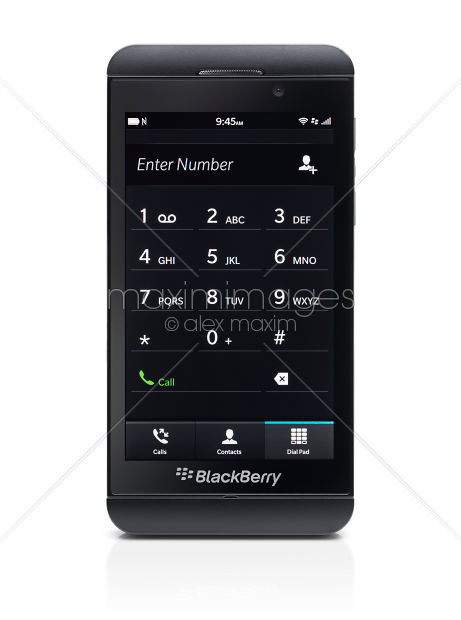 9:45AM
Enter Number
1 2 ABC 3 DEF
4 GHI 5 JKL 6 MNO
7 PQRS 8 TUV 9 WXYZ
maximimages
© alex maxim
* 0 + #
Call
Calls Contacts Dial Pad
BlackBerry